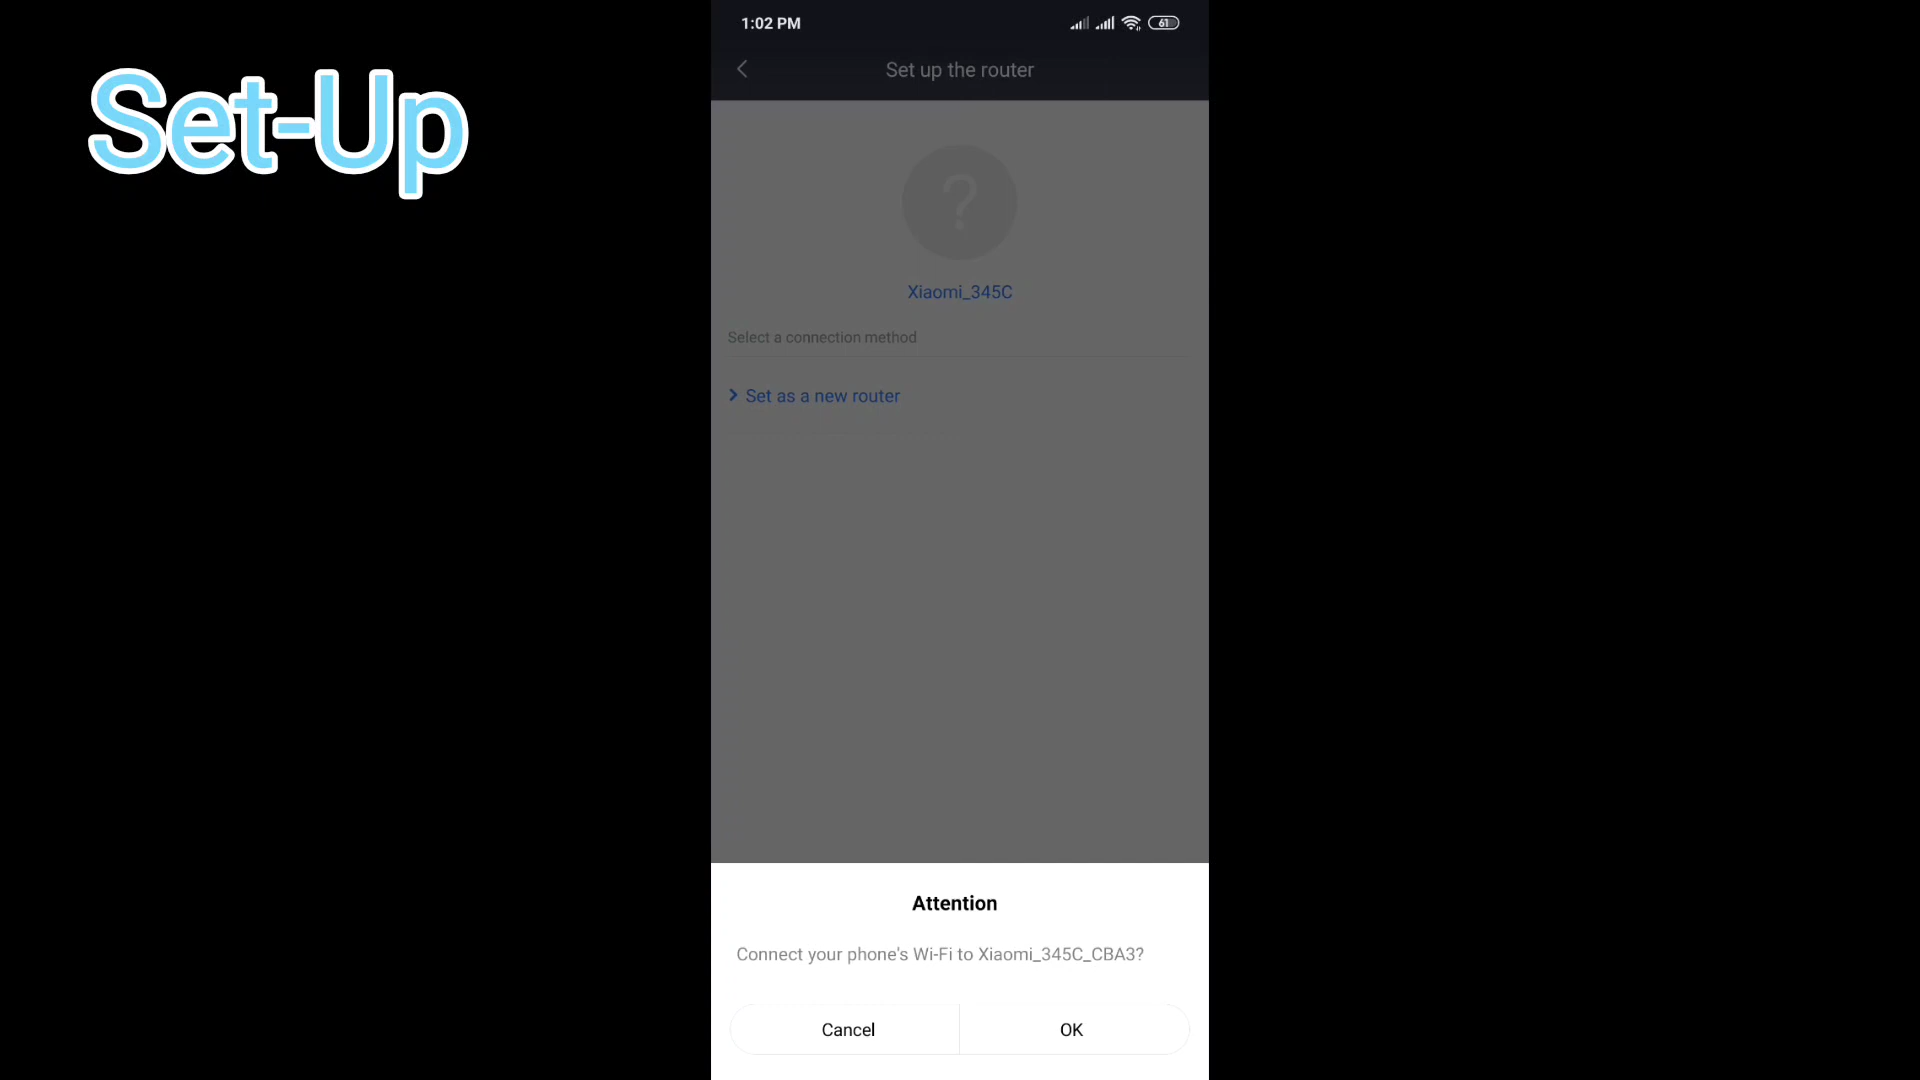 Set-Up
1:02 PM
61
Set up the router
?
Xiaomi_345C
Select a connection method
Set as a new router
Attention
Connect your phone's Wi-Fi to Xiaomi_345C_CBA3?
Cancel
OK